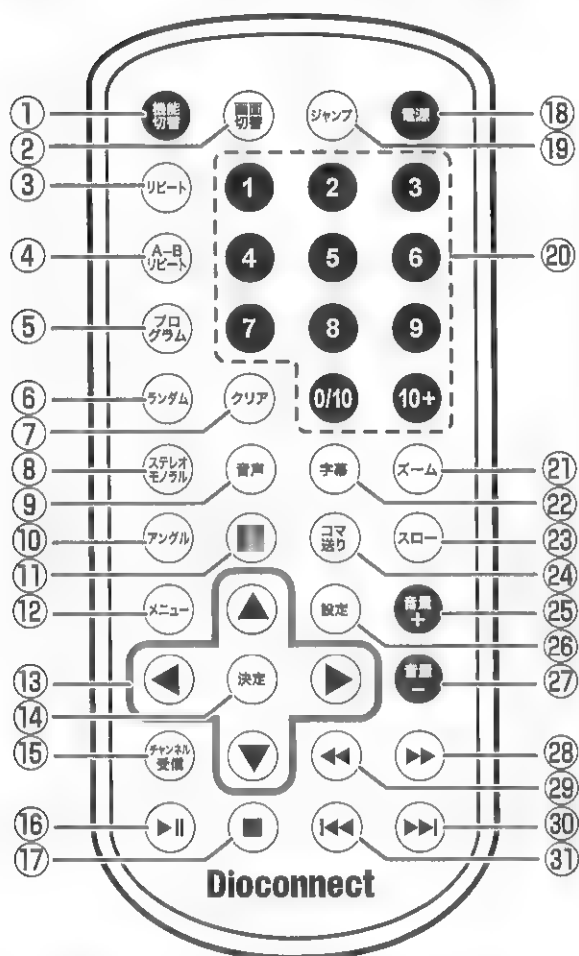 ① 機能切替 画面切替 ジャンプ 電源 ⑱
② ⑲
③ リピート 1 2 3
④ A-Bリピート 4 5 6 ⑳
⑤ プログラム 7 8 9
⑥ ランダム クリア 0/10 10+
⑦
⑧ ステレオモノラル 音声 字幕 ズーム ㉑
⑨ ㉒
⑩ アングル コマ送り スロー ㉓
⑪ ㉔
⑫ メニュー 設定 音量+ ㉕
㉖
⑬ 決定 音量− ㉗
⑭
⑮ チャンネル受信 ㉘
㉙
⑯ ㉚
⑰ ㉛
Dioconnect